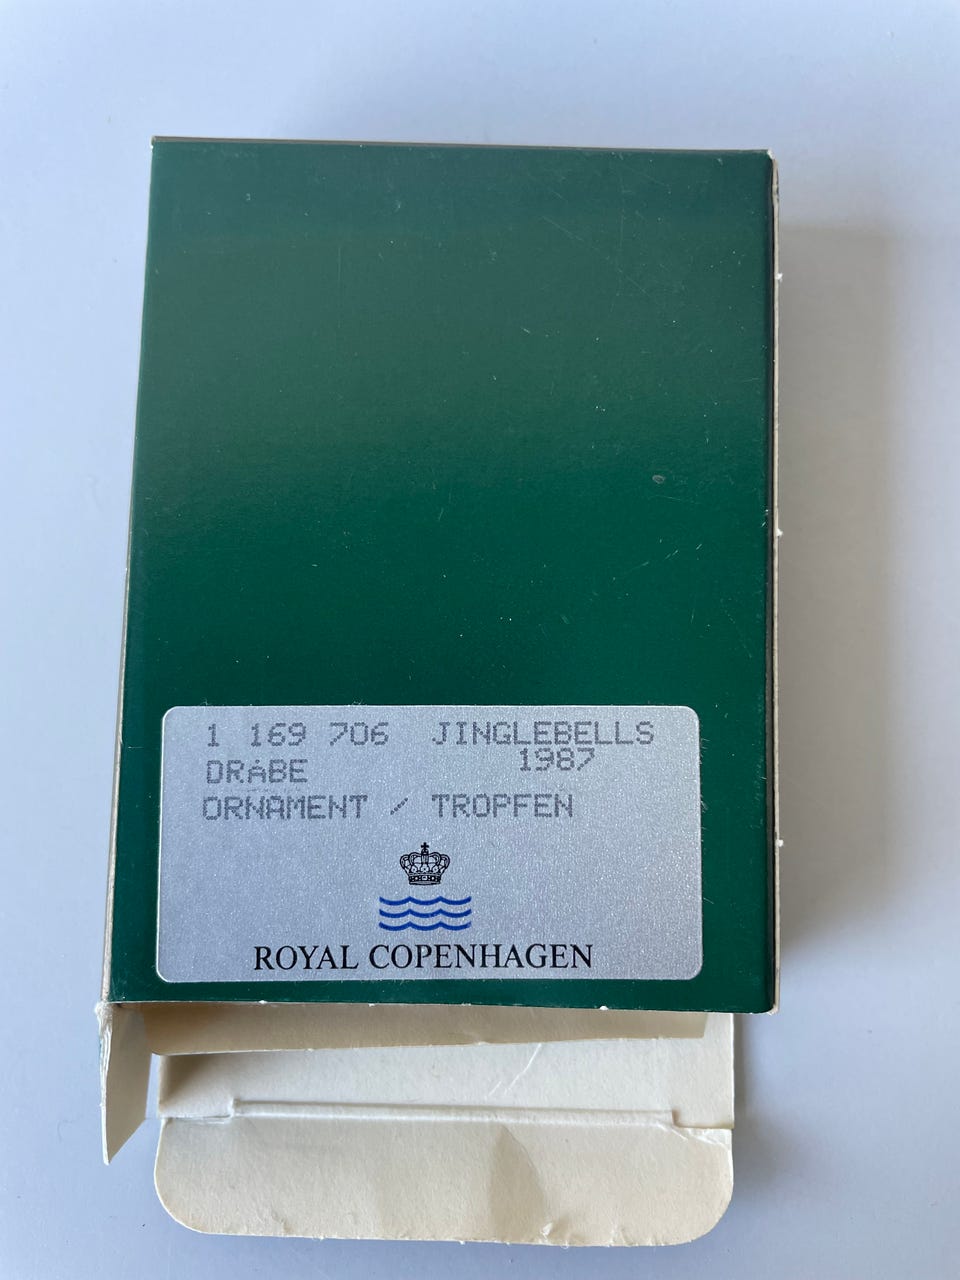 1 169 706 JINGLEBELLS
1987
DRÅBE
ORNAMENT / TROPFEN
ROYAL COPENHAGEN